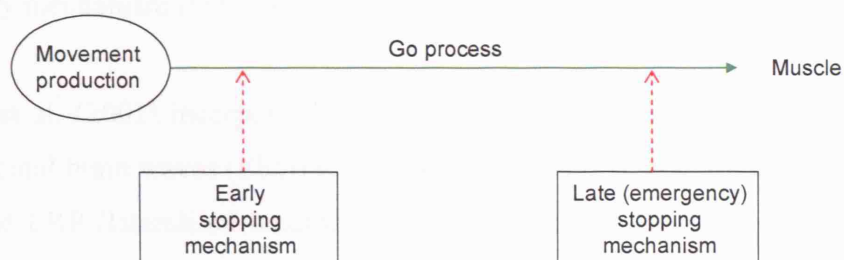 Movement
production
Go process
Muscle
Early
stopping
mechanism
Late (emergency)
stopping
mechanism